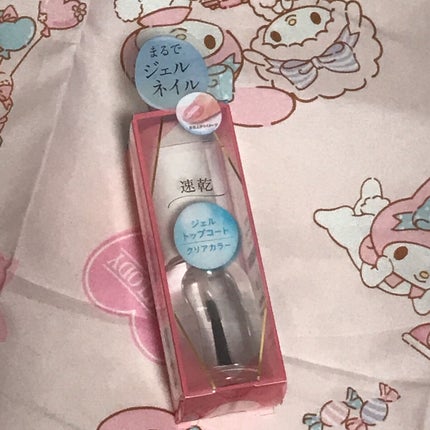 まるで
ジェル
ネイル
速乾
ジェル
トップコート
クリアカラー